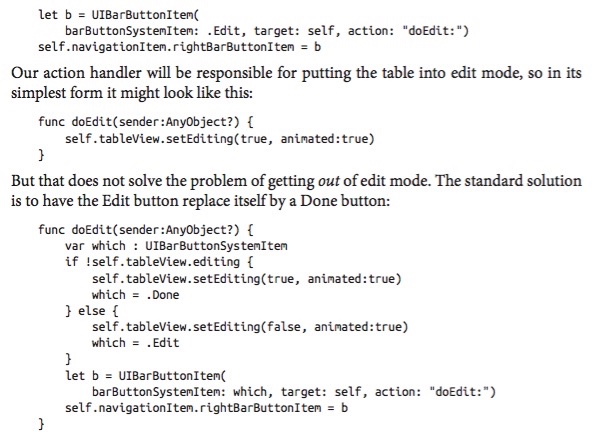 let b = UIBarButtonItem(
    barButtonSystemItem: .Edit, target: self, action: "doEdit:")
self.navigationItem.rightBarButtonItem = b
Our action handler will be responsible for putting the table into edit mode, so in its
simplest form it might look like this:
func doEdit(sender:AnyObject?) {
    self.tableView.setEditing(true, animated:true)
}
But that does not solve the problem of getting out of edit mode. The standard solution
is to have the Edit button replace itself by a Done button:
func doEdit(sender:AnyObject?) {
    var which : UIBarButtonSystemItem
    if !self.tableView.editing {
        self.tableView.setEditing(true, animated:true)
        which = .Done
    } else {
        self.tableView.setEditing(false, animated:true)
        which = .Edit
    }
    let b = UIBarButtonItem(
        barButtonSystemItem: which, target: self, action: "doEdit:")
    self.navigationItem.rightBarButtonItem = b
}